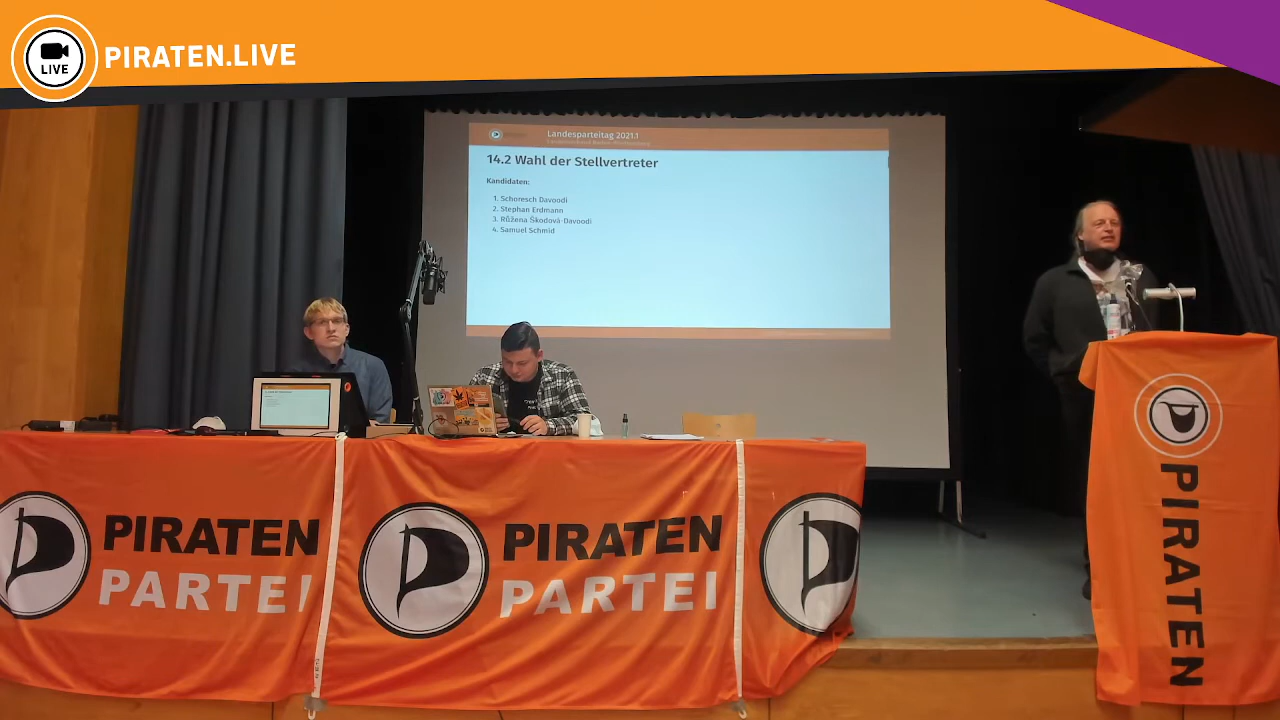 LIVE
PIRATEN.LIVE
Landesparteitag 2021.1
14.2 Wahl der Stellvertreter
Kandidaten:
1. Schoresch Davoodi
2. Stephan Erdmann
3. Růžena Škodová-Davoodi
4. Samuel Schmid
PIRATEN
PARTEI
PIRATEN
PARTEI
PIRATEN